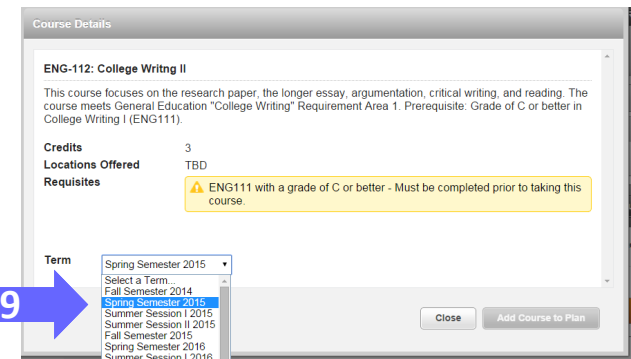 Course Details
ENG-112: College Writng II
This course focuses on the research paper, the longer essay, argumentation, critical writing, and reading. The
course meets General Education "College Writing" Requirement Area 1. Prerequisite: Grade of C or better in
College Writing I (ENG111).
Credits 3
Locations Offered TBD
Requisites ENG111 with a grade of C or better - Must be completed prior to taking this
course.
Term Spring Semester 2015
Select a Term...
Fall Semester 2014
9 Spring Semester 2015
Summer Session I 2015
Summer Session II 2015
Fall Semester 2015
Spring Semester 2016
Summer Session I 2016
Close Add Course to Plan